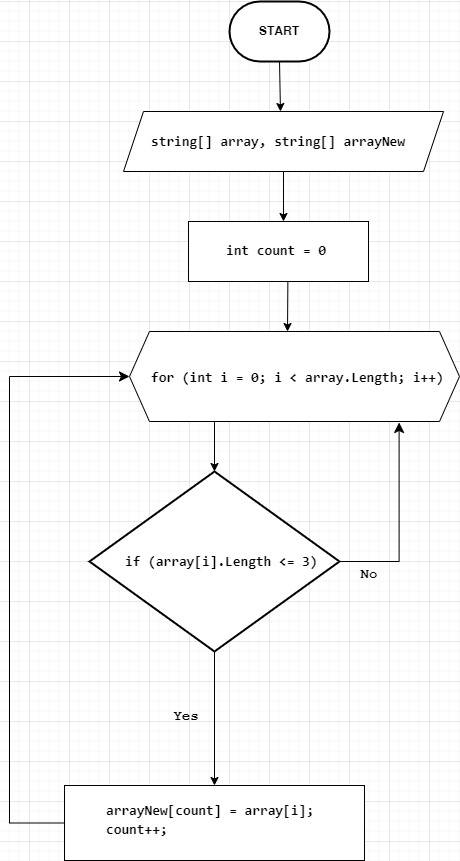 START
string[] array, string[] arrayNew
int count = 0
for (int i = 0; i < array.Length; i++)
if (array[i].Length <= 3)
No
Yes
arrayNew[count] = array[i];
count++;